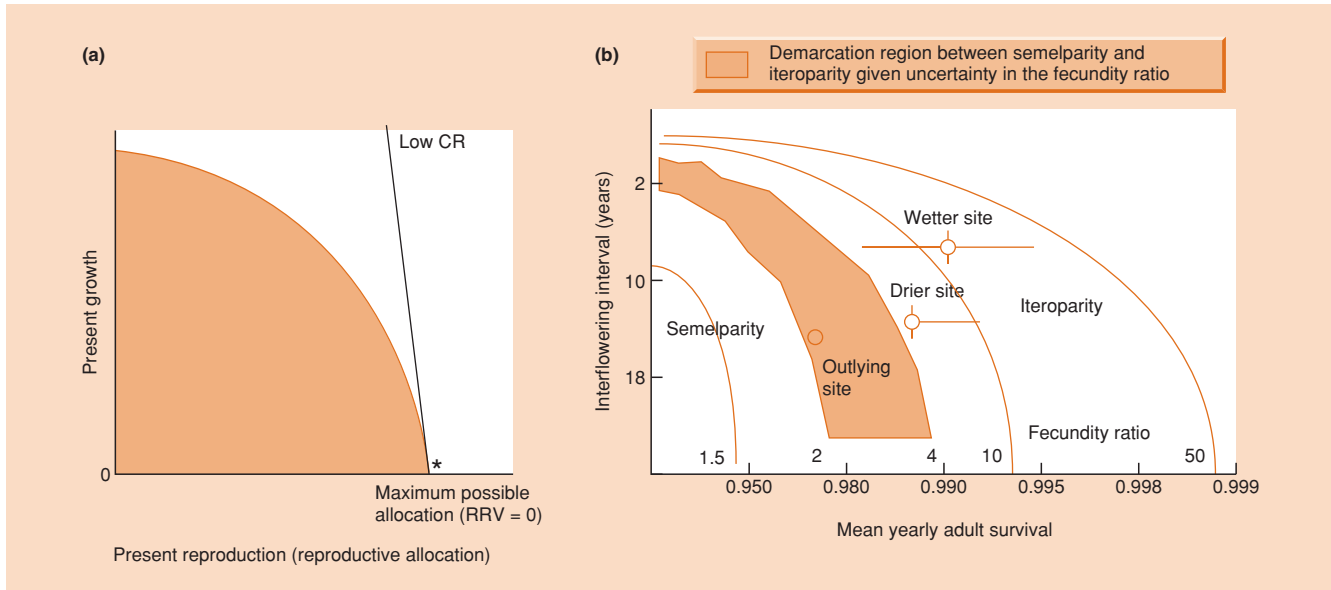 (a)
Low CR
Present growth
0
*
Maximum possible
allocation (RRV = 0)
Present reproduction (reproductive allocation)
(b)
Demarcation region between semelparity and
iteroparity given uncertainty in the fecundity ratio
Interflowering interval (years)
2
10
18
Wetter site
Drier site
Iteroparity
Semelparity
Outlying
site
Fecundity ratio
1.5
2
4
10
50
0.950
0.980
0.990
0.995
0.998
0.999
Mean yearly adult survival